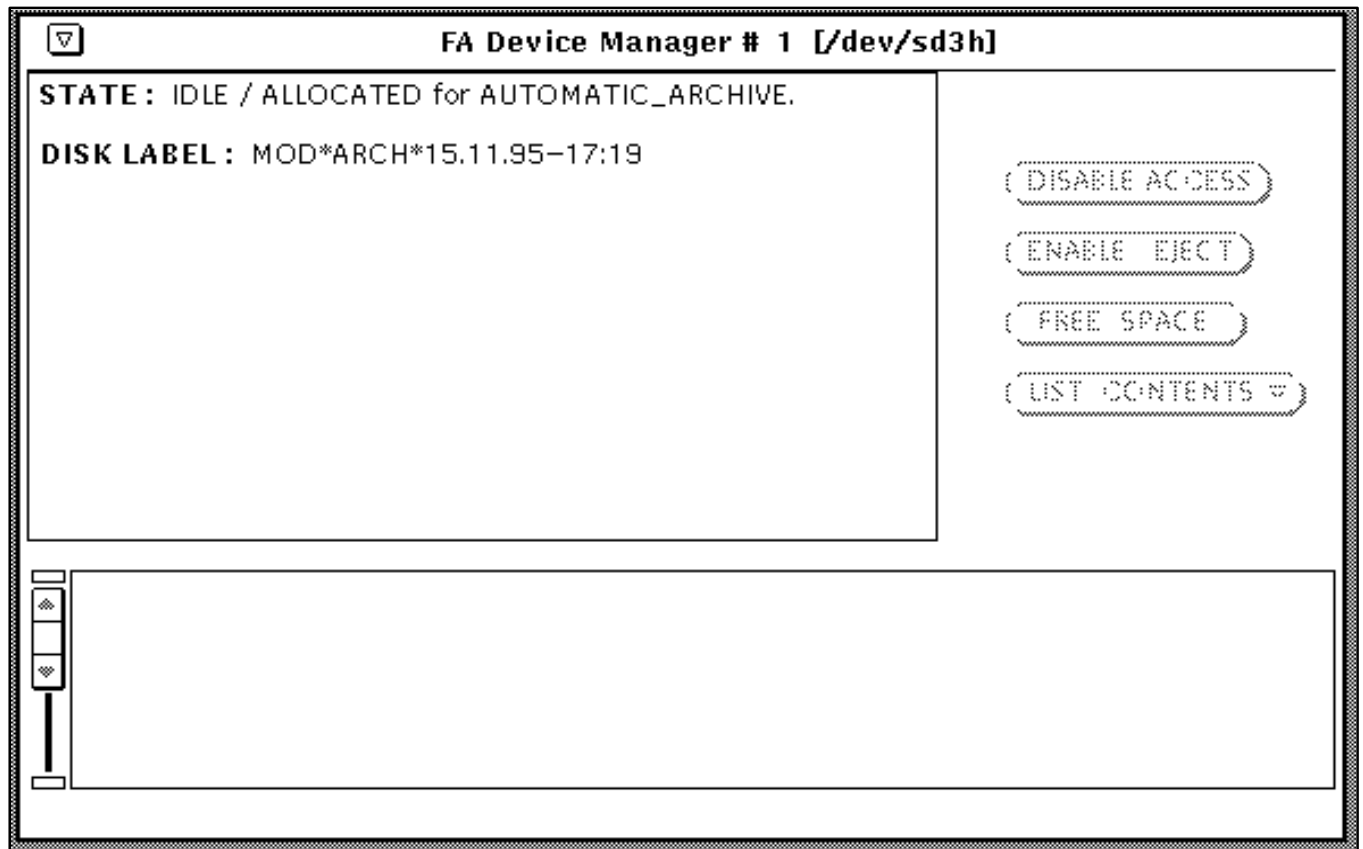 FA Device Manager # 1 [/dev/sd3h]
STATE : IDLE / ALLOCATED for AUTOMATIC_ARCHIVE.
DISK LABEL : MOD*ARCH*15.11.95-17:19
DISABLE ACCESS
ENABLE EJECT
FREE SPACE
LIST CONTENTS